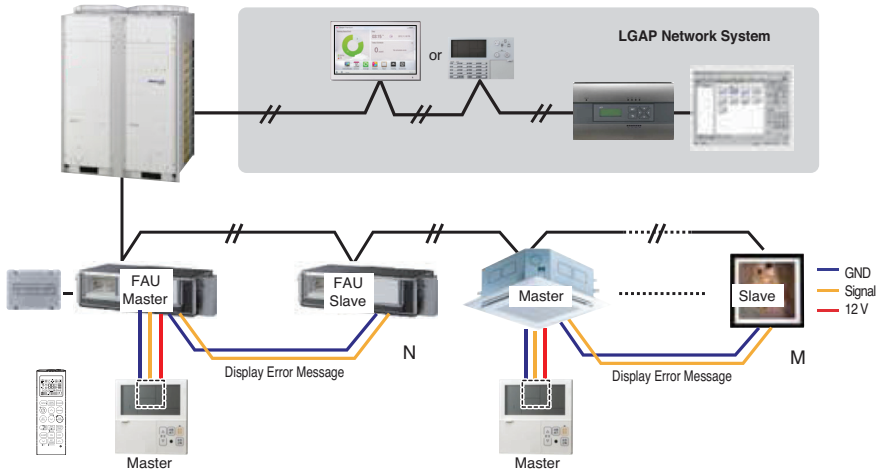 LGAP Network System
or
FAU
Master
FAU
Slave
Master
Slave
GND
Signal
12 V
N
Display Error Message
Display Error Message
M
Master
Master